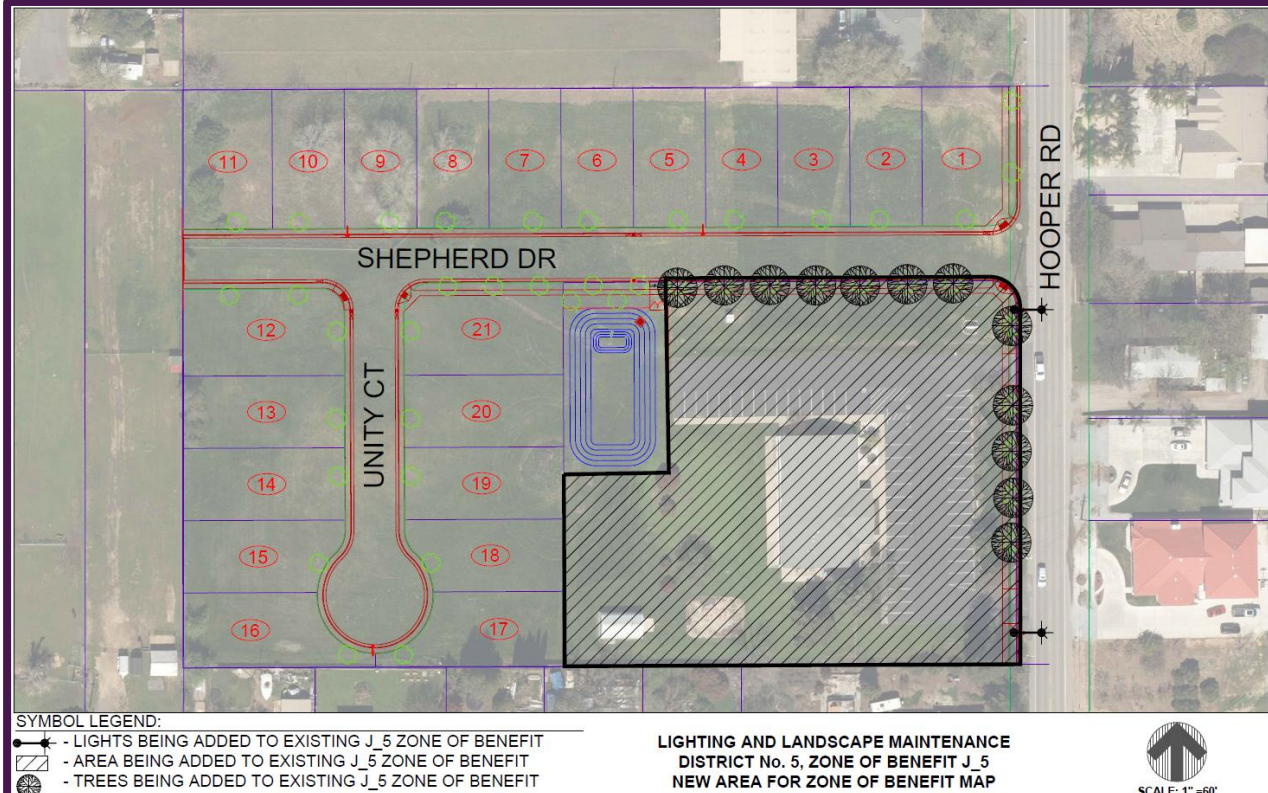 11
10
9
8
7
6
5
4
3
2
1
HOOPER RD
SHEPHERD DR
12
21
13
20
UNITY CT
14
19
15
18
16
17
SYMBOL LEGEND:
- LIGHTS BEING ADDED TO EXISTING J_5 ZONE OF BENEFIT
- AREA BEING ADDED TO EXISTING J_5 ZONE OF BENEFIT
- TREES BEING ADDED TO EXISTING J_5 ZONE OF BENEFIT
LIGHTING AND LANDSCAPE MAINTENANCE
DISTRICT No. 5, ZONE OF BENEFIT J_5
NEW AREA FOR ZONE OF BENEFIT MAP
SCALE: 1" =60'